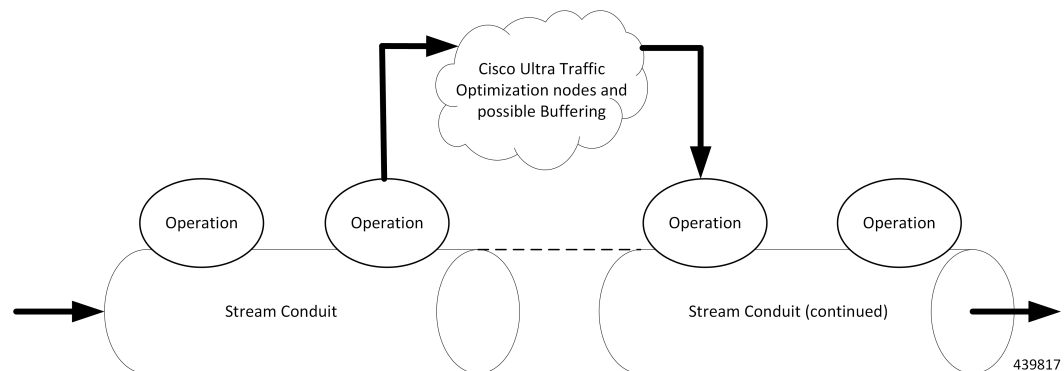 Cisco Ultra Traffic
Optimization nodes and
possible Buffering
Operation
Operation
Operation
Operation
Stream Conduit
Stream Conduit (continued)
439817